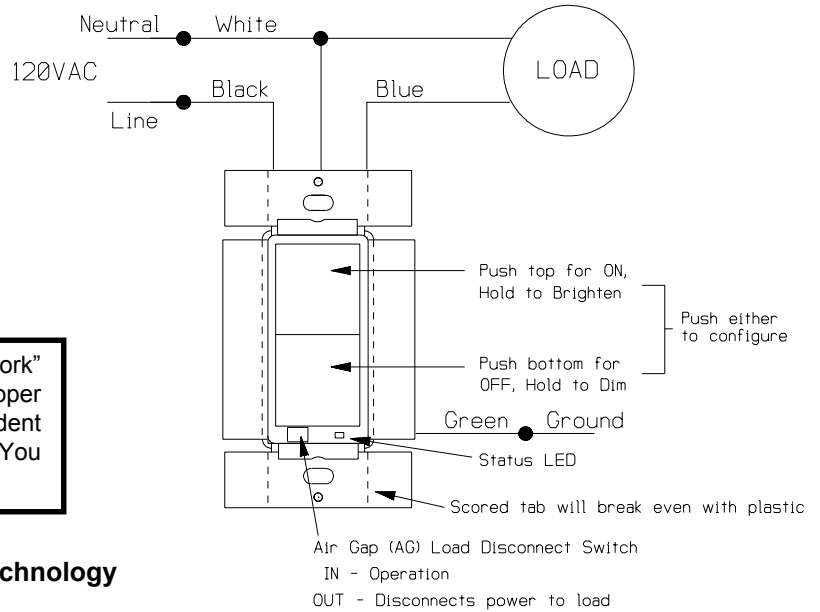 Neutral White
120VAC
LOAD
Black Blue
Line
Push top for ON,
Hold to Brighten
Push either
to configure
Push bottom for
OFF, Hold to Dim
Green Ground
Status LED
Scored tab will break even with plastic
Air Gap (AG) Load Disconnect Switch
IN - Operation
OUT - Disconnects power to load
ork”
oper
dent
You
chnology